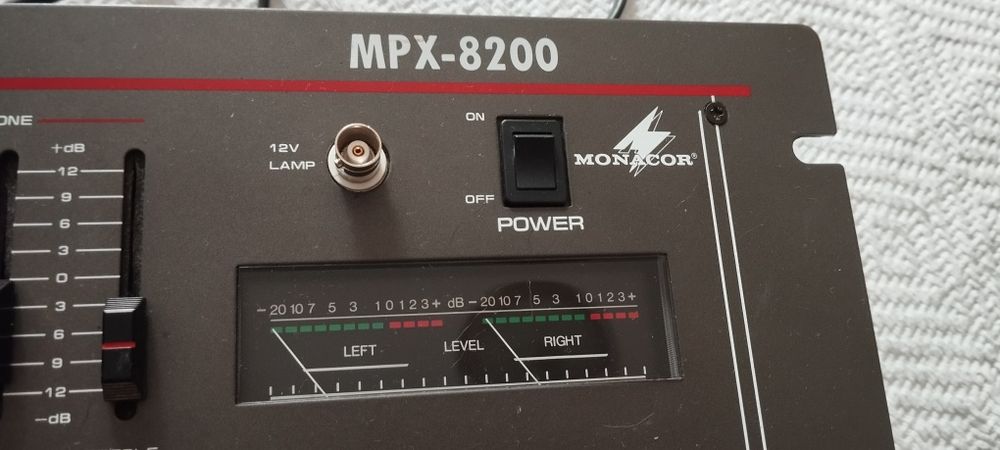 MPX-8200
ONE
ON
MONACOR®
12V
LAMP
OFF
POWER
+dB
12
9
6
3
0
3
6
9
12
-dB
- 20 10 7 5 3 1 0 1 2 3 + dB - 20 10 7 5 3 1 0 1 2 3 +
LEFT LEVEL RIGHT